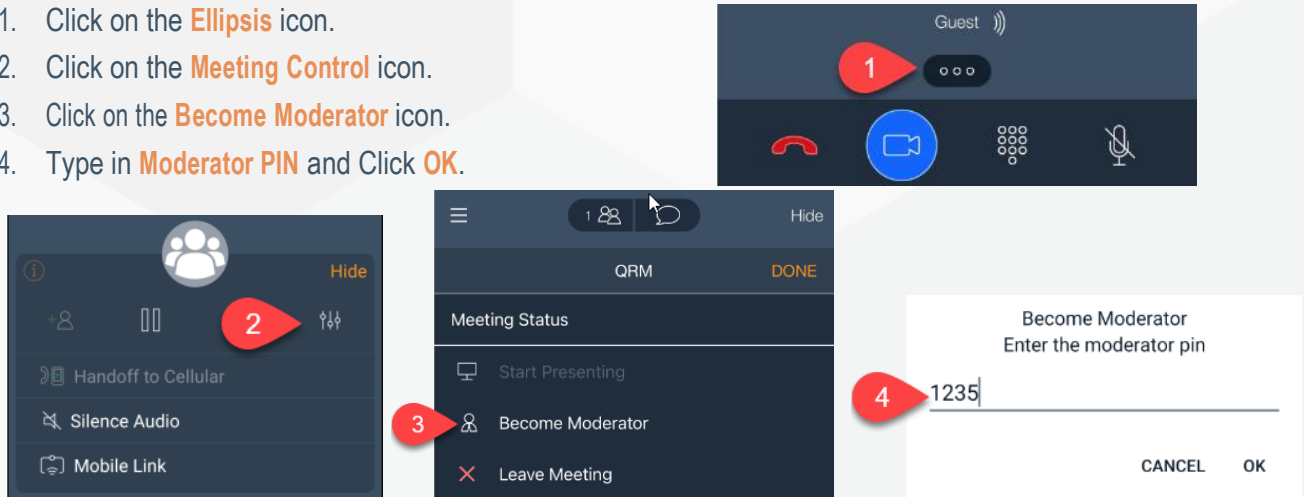 1. Click on the Ellipsis icon.
2. Click on the Meeting Control icon.
3. Click on the Become Moderator icon.
4. Type in Moderator PIN and Click OK.
Guest
1
Hide
2
Handoff to Cellular
Silence Audio
Mobile Link
1
Hide
QRM
DONE
Meeting Status
Start Presenting
3
Become Moderator
Leave Meeting
Become Moderator
Enter the moderator pin
4
1235
CANCEL OK